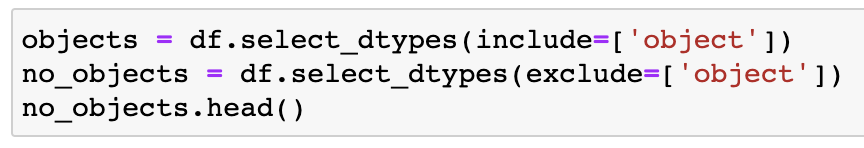 objects = df.select_dtypes(include=['object'])
no_objects = df.select_dtypes(exclude=['object'])
no_objects.head()